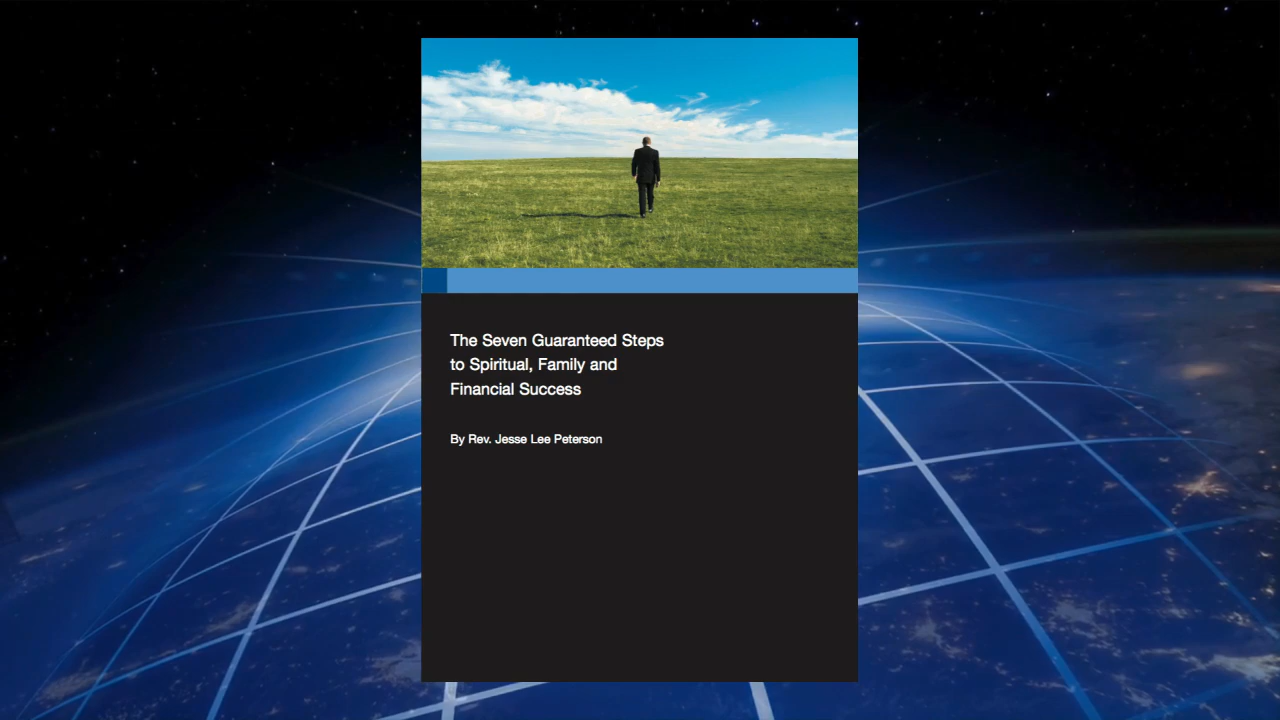 The Seven Guaranteed Steps
to Spiritual, Family and
Financial Success
By Rev. Jesse Lee Peterson